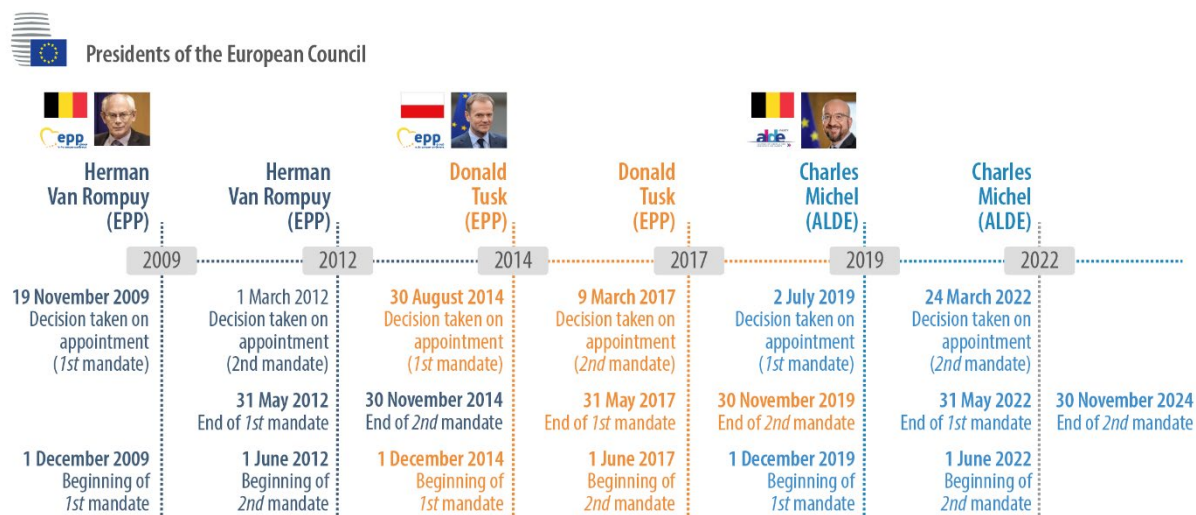 Presidents of the European Council
epp
epp
alde
Herman
Van Rompuy
(EPP)
Herman
Van Rompuy
(EPP)
Donald
Tusk
(EPP)
Donald
Tusk
(EPP)
Charles
Michel
(ALDE)
Charles
Michel
(ALDE)
2009
2012
2014
2017
2019
2022
19 November 2009
Decision taken on
appointment
(1st mandate)
1 March 2012
Decision taken on
appointment
(2nd mandate)
30 August 2014
Decision taken on
appointment
(1st mandate)
9 March 2017
Decision taken on
appointment
(2nd mandate)
2 July 2019
Decision taken on
appointment
(1st mandate)
24 March 2022
Decision taken on
appointment
(2nd mandate)
31 May 2012
End of 1st mandate
30 November 2014
End of 2nd mandate
31 May 2017
End of 1st mandate
30 November 2019
End of 2nd mandate
31 May 2022
End of 1st mandate
30 November 2024
End of 2nd mandate
1 December 2009
Beginning of
1st mandate
1 June 2012
Beginning of
2nd mandate
1 December 2014
Beginning of
1st mandate
1 June 2017
Beginning of
2nd mandate
1 December 2019
Beginning of
1st mandate
1 June 2022
Beginning of
2nd mandate